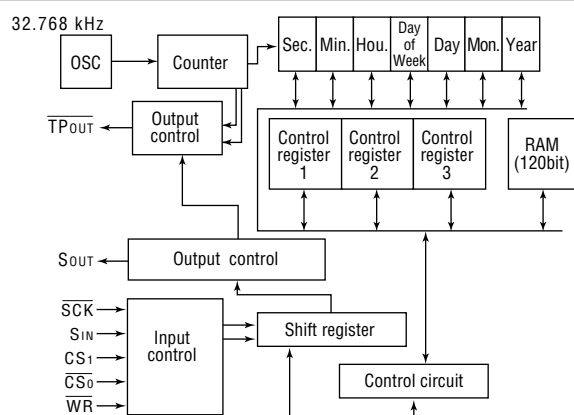 32.768 kHz
OSC
Counter
Sec. Min. Hou. Day of Week Day Mon. Year
TPOUT
Output control
Control register 1
Control register 2
Control register 3
RAM (120bit)
SOUT
Output control
SCK
SIN
CS1
CS0
WR
Input control
Shift register
Control circuit